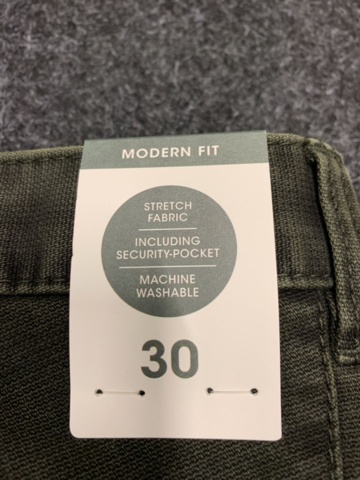 MODERN FIT
STRETCH
FABRIC
INCLUDING
SECURITY-POCKET
MACHINE
WASHABLE
30